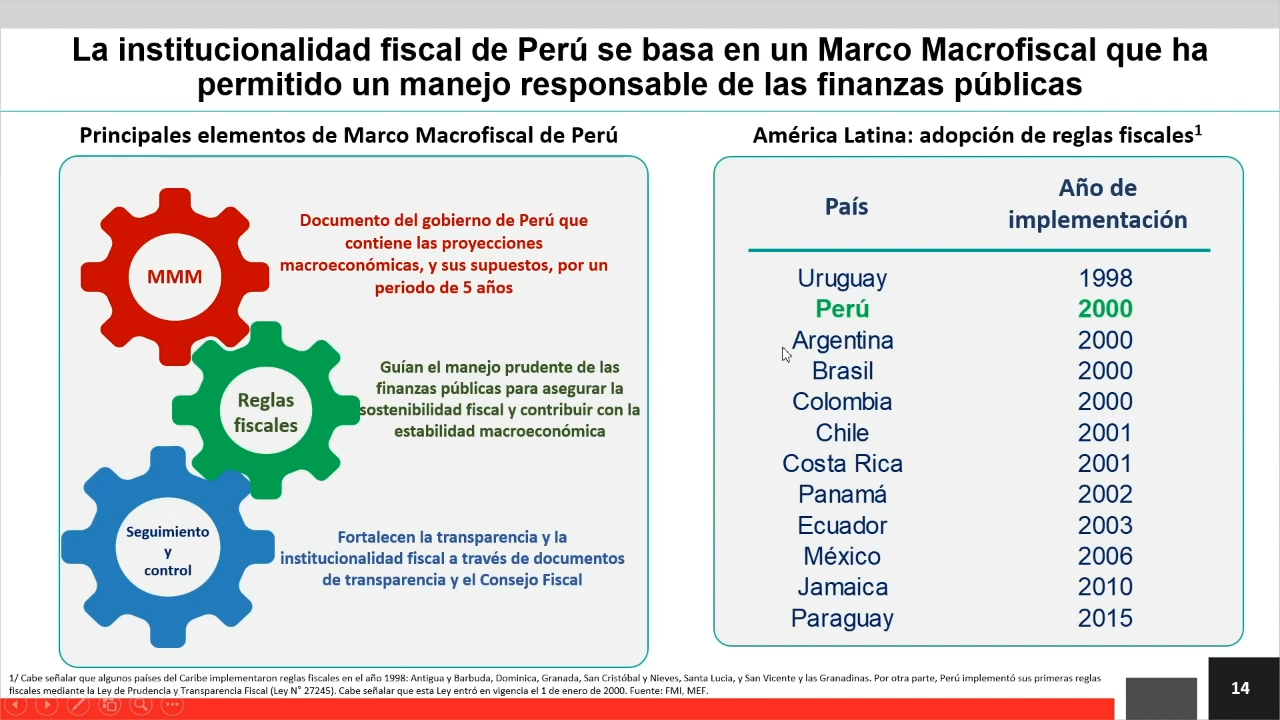 La institucionalidad fiscal de Perú se basa en un Marco Macrofiscal que ha
permitido un manejo responsable de las finanzas públicas
Principales elementos de Marco Macrofiscal de Perú
MMM
Documento del gobierno de Perú que
contiene las proyecciones
macroeconómicas, y sus supuestos, por un
periodo de 5 años
Reglas
fiscales
Guían el manejo prudente de las
finanzas públicas para asegurar la
sostenibilidad fiscal y contribuir con la
estabilidad macroeconómica
Seguimiento
y
control
Fortalecen la transparencia y la
institucionalidad fiscal a través de documentos
de transparencia y el Consejo Fiscal
América Latina: adopción de reglas fiscales¹
País Año de
implementación
Uruguay 1998
Perú 2000
Argentina 2000
Brasil 2000
Colombia 2000
Chile 2001
Costa Rica 2001
Panamá 2002
Ecuador 2003
México 2006
Jamaica 2010
Paraguay 2015
1/ Cabe señalar que algunos países del Caribe implementaron reglas fiscales en el año 1998: Antigua y Barbuda, Dominica, Granada, San Cristóbal y Nieves, Santa Lucia, y San Vicente y las Granadinas. Por otra parte, Perú implementó sus primeras reglas
fiscales mediante la Ley de Prudencia y Transparencia Fiscal (Ley N° 27245). Cabe señalar que esta Ley entró en vigencia el 1 de enero de 2000. Fuente: FMI, MEF.
14